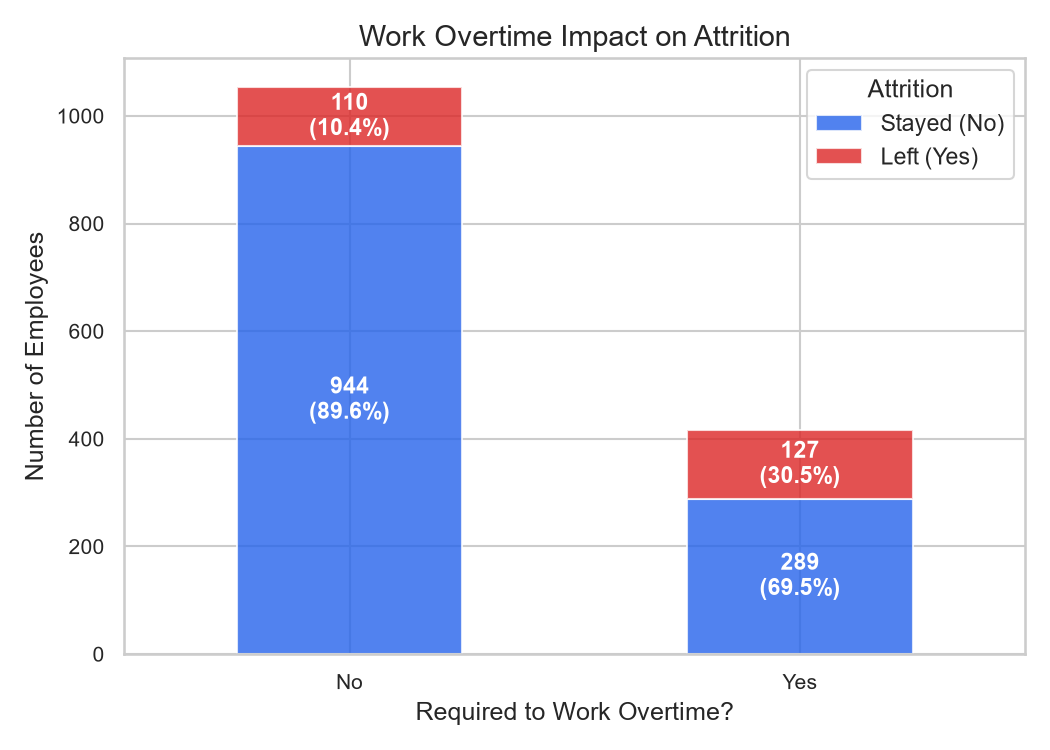 Work Overtime Impact on Attrition
Attrition
Stayed (No)
Left (Yes)
Number of Employees
1000
800
600
400
200
0
110
(10.4%)
944
(89.6%)
127
(30.5%)
289
(69.5%)
No
Yes
Required to Work Overtime?